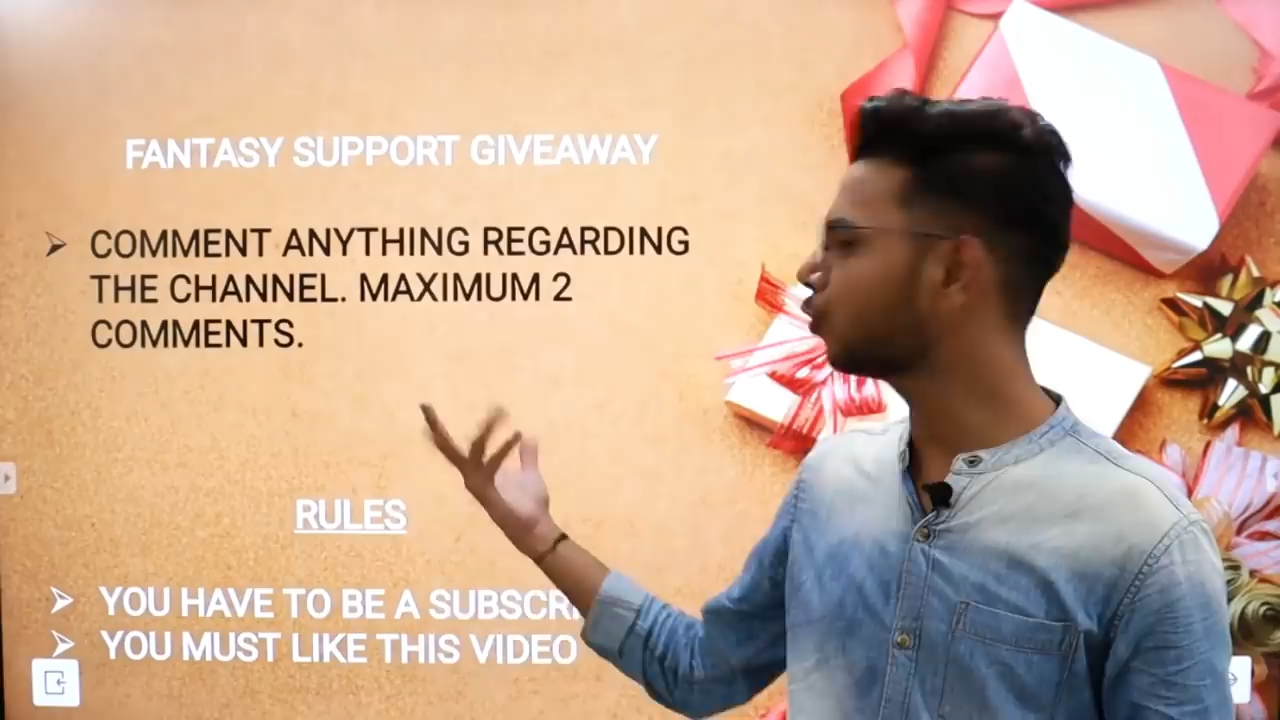 FANTASY SUPPORT GIVEAWAY
COMMENT ANYTHING REGARDING
THE CHANNEL. MAXIMUM 2
COMMENTS.
RULES
YOU HAVE TO BE A
YOU MUST LIKE THIS VIDEO